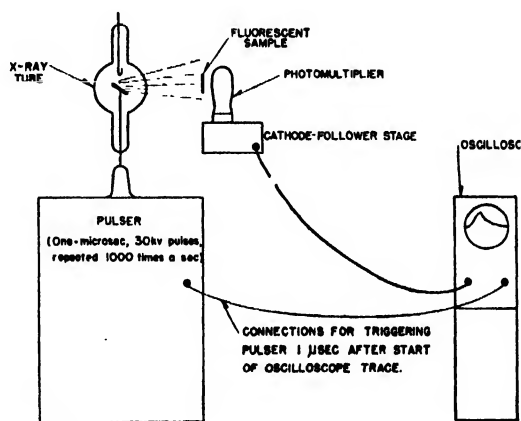 FLUORESCENT
SAMPLE
X-RAY
TUBE
PHOTOMULTIPLIER
CATHODE-FOLLOWER STAGE
OSCILLOSC
PULSER
(One-microsec, 30kv pulses,
repeated 1000 times a sec)
CONNECTIONS FOR TRIGGERING
PULSER 1 μSEC AFTER START
OF OSCILLOSCOPE TRACE.